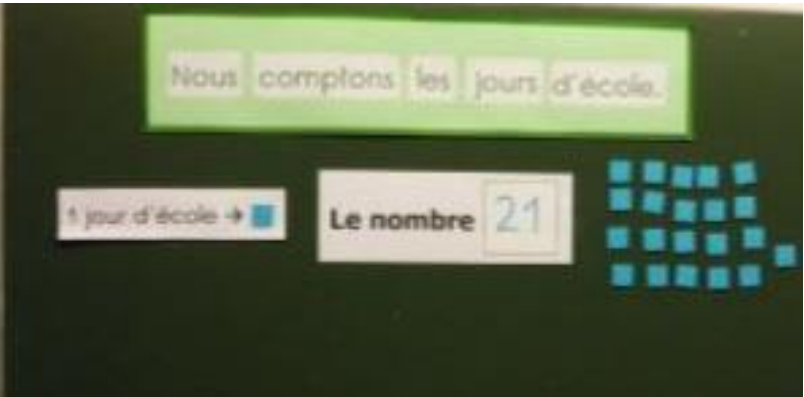 Nous comptons les jours d'école.
1 jour d'école →
Le nombre 21